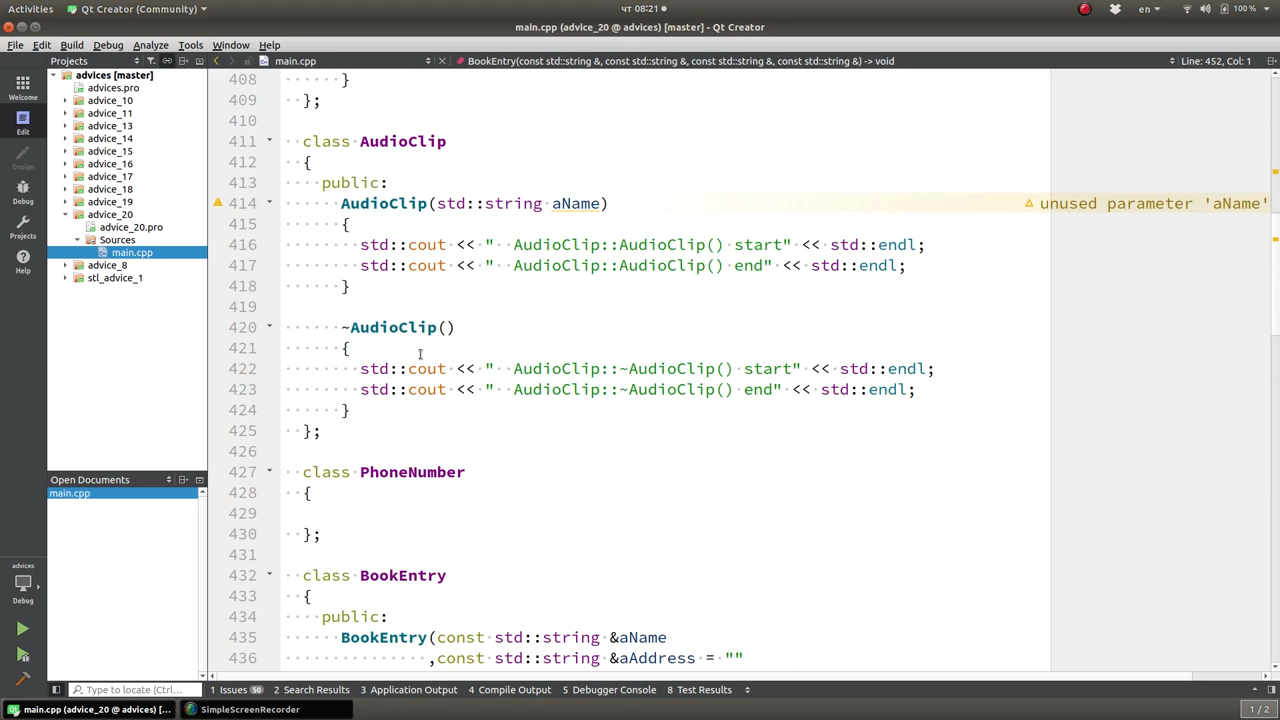 Activities
Qt Creator (Community)
чт 08:21
en
100 %
main.cpp (advice_20 @ advices) [master] - Qt Creator
File Edit Build Debug Analyze Tools Window Help
Projects
main.cpp
BookEntry(const std::string &, const std::string &, const std::string &, const std::string &) -> void
Line: 452, Col: 1
Welcome
Edit
Design
Debug
Projects
Help
advices
Debug
advices [master]
advices.pro
advice_10
advice_11
advice_13
advice_14
advice_15
advice_16
advice_17
advice_18
advice_19
advice_20
advice_20.pro
Sources
main.cpp
advice_8
stl_advice_1
Open Documents
main.cpp
408 }
409 };
410
411 class AudioClip
412 {
413 public:
414 AudioClip(std::string aName) unused parameter 'aName'
415 {
416 std::cout << "  AudioClip::AudioClip() start" << std::endl;
417 std::cout << "  AudioClip::AudioClip() end" << std::endl;
418 }
419
420 ~AudioClip()
421 {
422 std::cout << "  AudioClip::~AudioClip() start" << std::endl;
423 std::cout << "  AudioClip::~AudioClip() end" << std::endl;
424 }
425 };
426
427 class PhoneNumber
428 {
429
430 };
431
432 class BookEntry
433 {
434 public:
435 BookEntry(const std::string &aName
436 ,const std::string &aAddress = ""
Type to locate (Ctrl...
1 Issues 50
2 Search Results
3 Application Output
4 Compile Output
5 Debugger Console
8 Test Results
main.cpp (advice_20 @ advices) [...
SimpleScreenRecorder
1 / 2